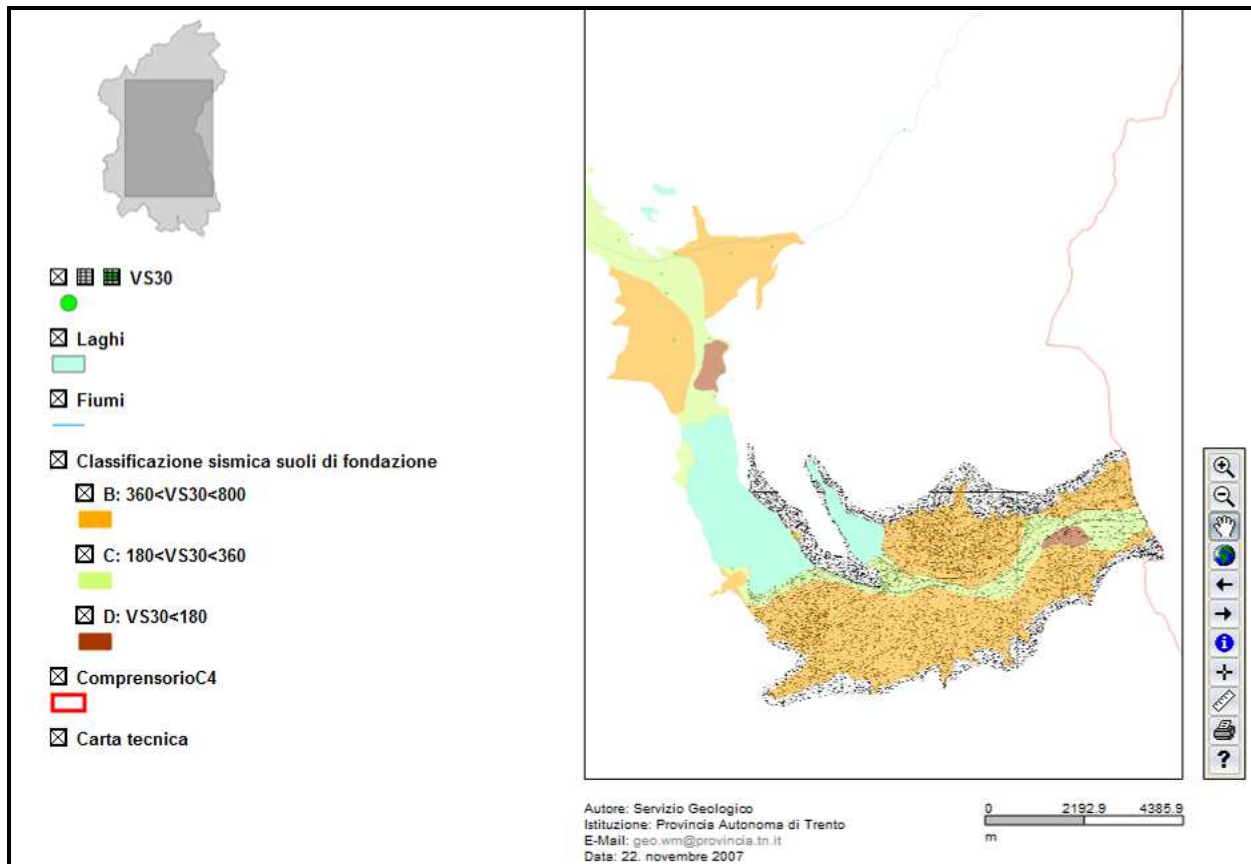 VS30
Laghi
Fiumi
Classificazione sismica suoli di fondazione
B: 360<VS30<800
C: 180<VS30<360
D: VS30<180
ComprensorioC4
Carta tecnica
Autore: Servizio Geologico
Istituzione: Provincia Autonoma di Trento
E-Mail: geo.wm@provincia.tn.it
Data: 22. novembre 2007
0 2192.9 4385.9
m
i
?